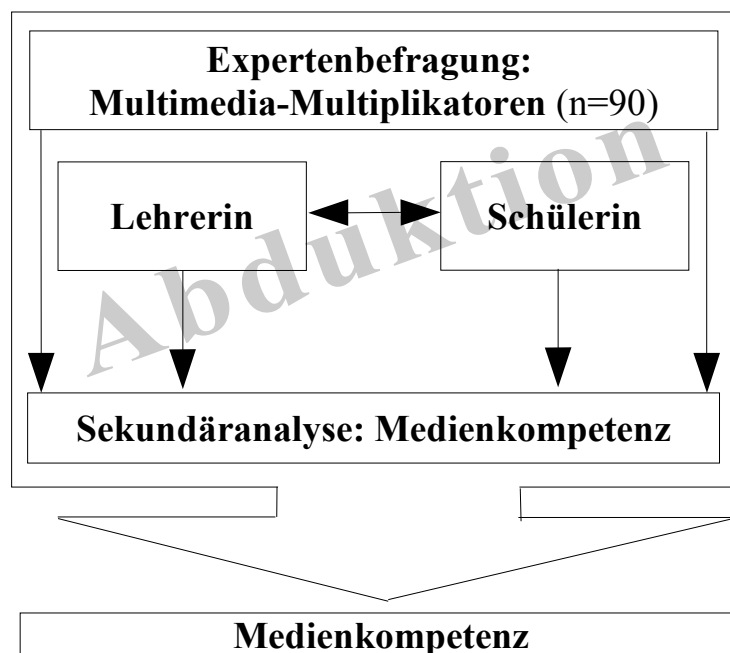 Expertenbefragung:
Multimedia-Multiplikatoren (n=90)
Abduktion
Lehrerin
Schülerin
Sekundäranalyse: Medienkompetenz
Medienkompetenz